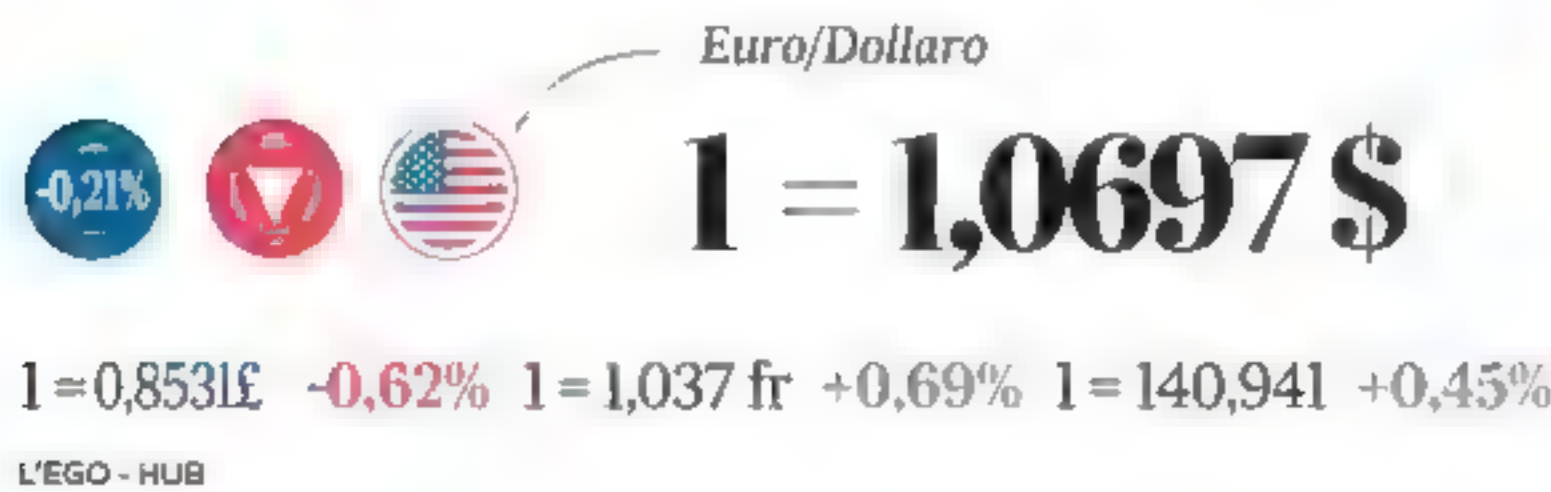 Euro/Dollaro
-0,21%
1 = 1,0697 $
1 = 0,8531£ -0,62% 1 = 1,037 fr +0,69% 1 = 140,941 +0,45%
L'EGO - HUB